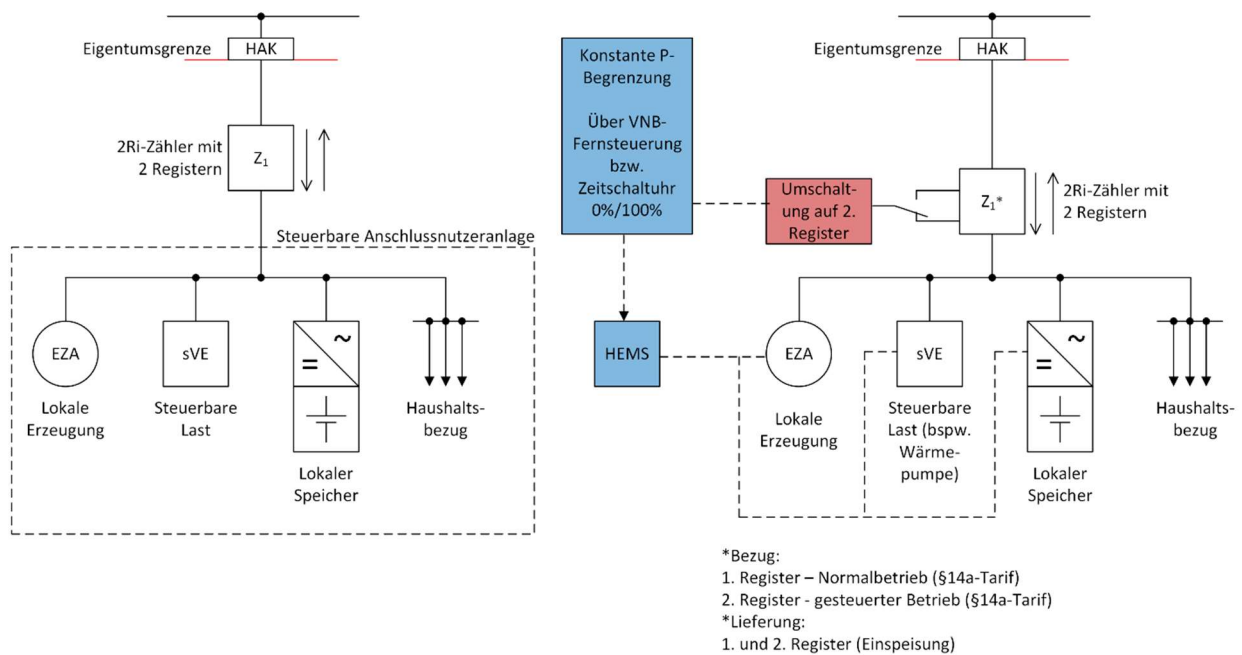 Eigentumsgrenze
HAK
2Ri-Zähler mit
2 Registern
Z1
Steuerbare Anschlussnutzeranlage
EZA
sVE
~
=
Lokale
Erzeugung
Steuerbare
Last
Lokaler
Speicher
Haushalts-
bezug
Konstante P-
Begrenzung
Über VNB-
Fernsteuerung
bzw.
Zeitschaltuhr
0%/100%
Eigentumsgrenze
HAK
Umschalt-
ung auf 2.
Register
Z1*
2Ri-Zähler mit
2 Registern
HEMS
EZA
sVE
~
=
Lokale
Erzeugung
Steuerbare
Last (bspw.
Wärme-
pumpe)
Lokaler
Speicher
Haushalts-
bezug
*Bezug:
1. Register – Normalbetrieb (§14a-Tarif)
2. Register - gesteuerter Betrieb (§14a-Tarif)
*Lieferung:
1. und 2. Register (Einspeisung)